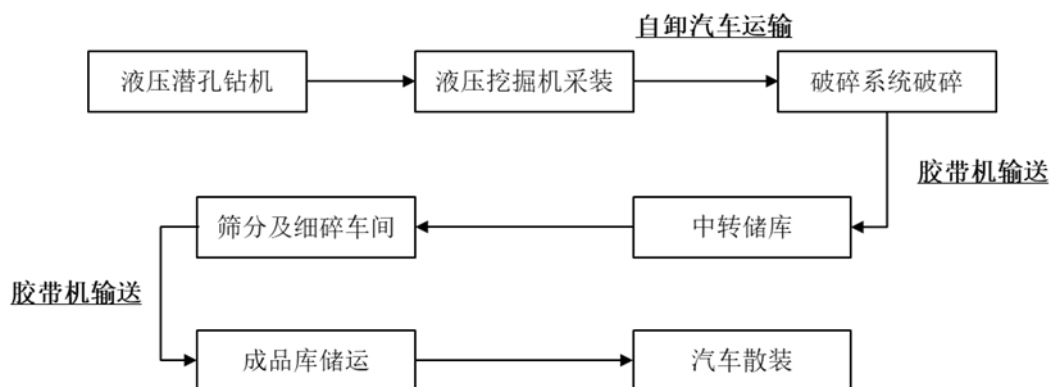 自卸汽车运输
液压潜孔钻机
液压挖掘机采装
破碎系统破碎
胶带机输送
中转储库
筛分及细碎车间
胶带机输送
成品库储运
汽车散装